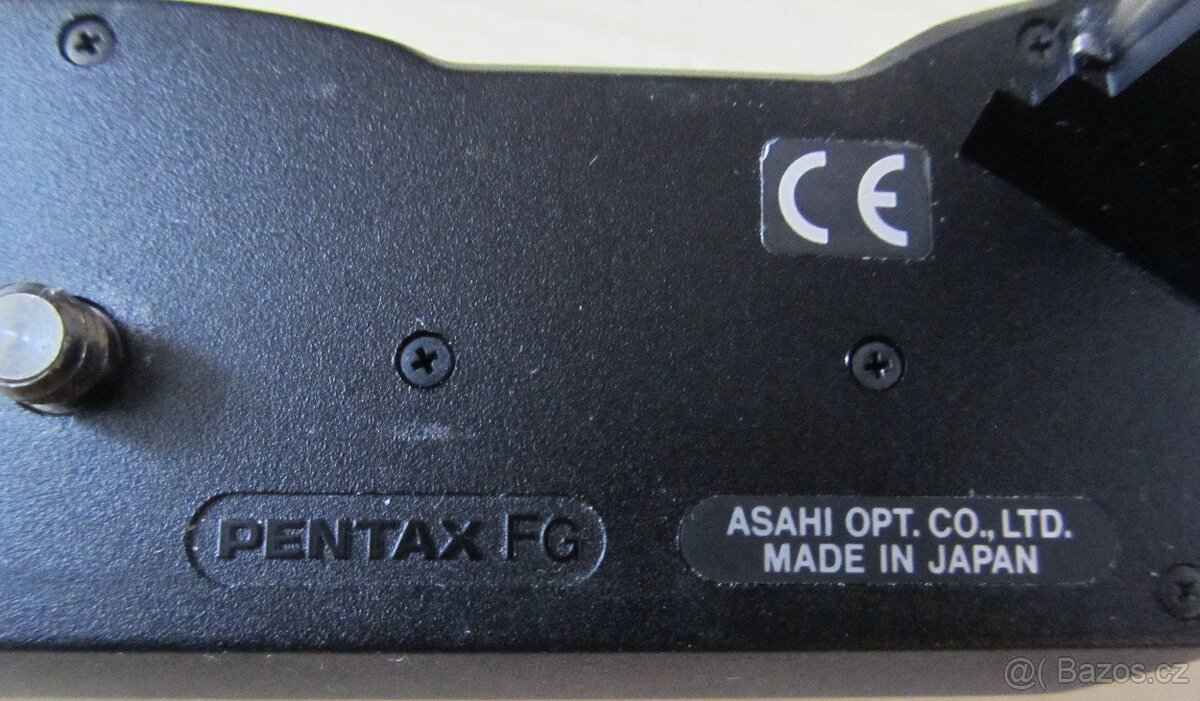 CE
PENTAX FG
ASAHI OPT. CO.,LTD.
MADE IN JAPAN
@( Bazos.cz